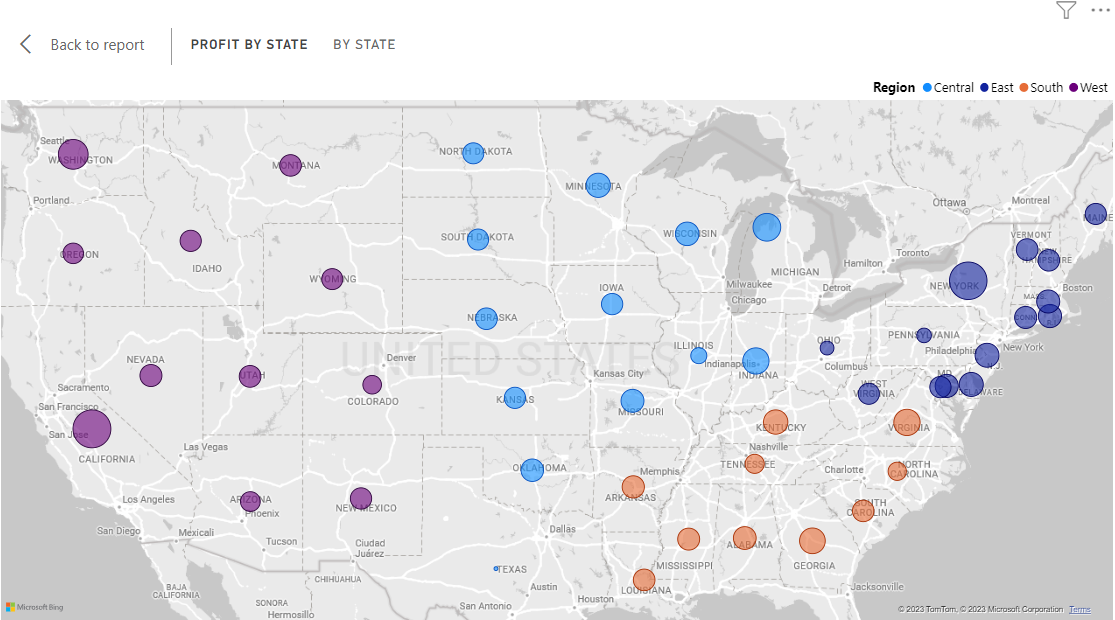 Back to report
PROFIT BY STATE
BY STATE
Region Central East South West
Seattle
WASHINGTON
MONTANA
NORTH DAKOTA
MINNESOTA
Ottawa
Montreal
Portland
MAINE
OREGON
IDAHO
SOUTH DAKOTA
WISCONSIN
VERMONT
NEW
HAMPSHIRE
Toronto
Hamilton
WYOMING
MICHIGAN
IOWA
Milwaukee
Detroit
Chicago
NEW YORK
Boston
MASS.
CONN.
NEBRASKA
UNITED STATES
ILLINOIS
Indianapolis
INDIANA
OHIO
Columbus
PENNSYLVANIA
New York
Philadelphia
N.J.
NEVADA
UTAH
Denver
COLORADO
Kansas City
MD.
DELAWARE
Sacramento
San Francisco
San Jose
CALIFORNIA
KANSAS
MISSOURI
WEST
VIRGINIA
KENTUCKY
VIRGINIA
Las Vegas
Nashville
OKLAHOMA
Memphis
TENNESSEE
Charlotte
NORTH
CAROLINA
Los Angeles
ARIZONA
Phoenix
NEW MEXICO
ARKANSAS
SOUTH
CAROLINA
San Diego
Mexicali
Tucson
Ciudad
Juárez
Dallas
MISSISSIPPI
ALABAMA
GEORGIA
TEXAS
CHIHUAHUA
BAJA
CALIFORNIA
SONORA
Hermosillo
Austin
San Antonio
Houston
LOUISIANA
Jacksonville
Microsoft Bing
© 2023 TomTom, © 2023 Microsoft Corporation Terms